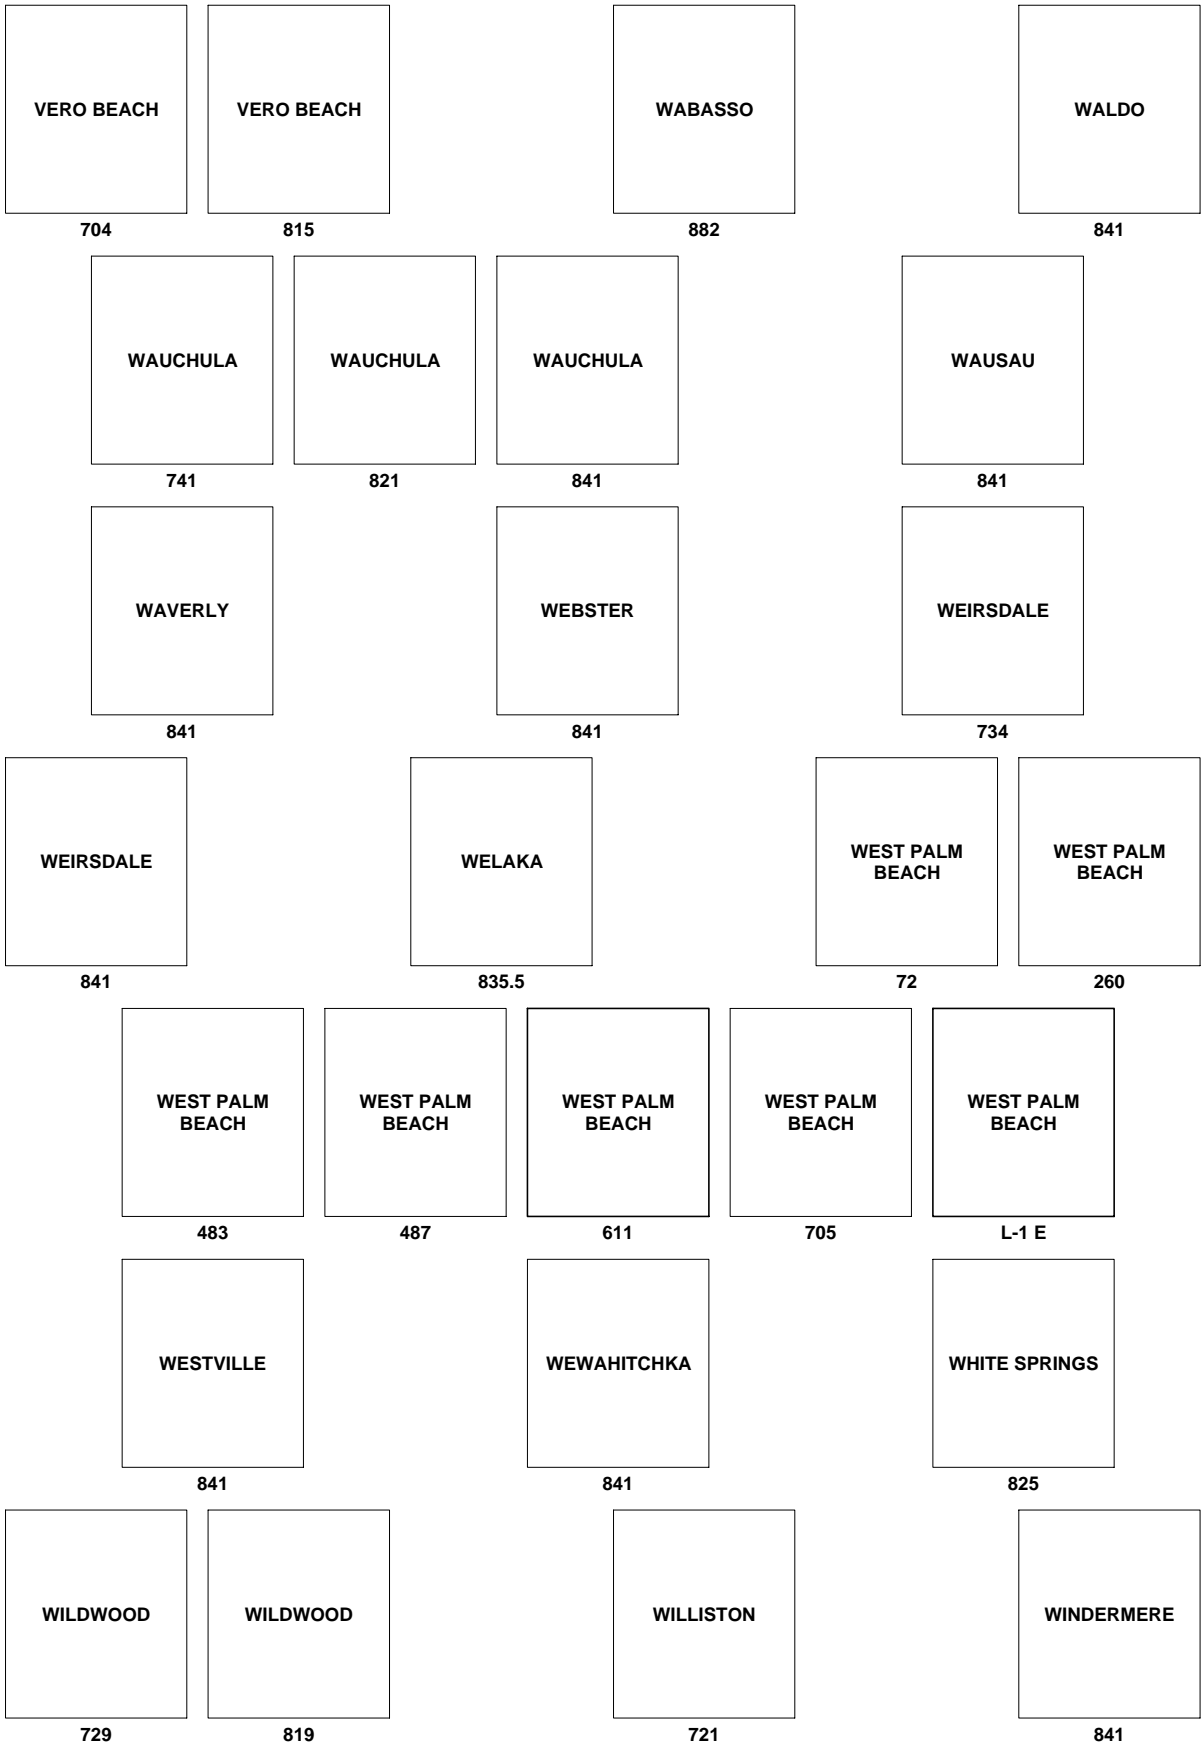 VERO BEACH VERO BEACH WABASSO WALDO
704 815 882 841
WAUCHULA WAUCHULA WAUCHULA WAUSAU
741 821 841 841
WAVERLY WEBSTER WEIRSDALE
841 841 734
WEIRSDALE WELAKA WEST PALM WEST PALM
BEACH BEACH
841 835.5 72 260
WEST PALM WEST PALM WEST PALM WEST PALM WEST PALM
BEACH BEACH BEACH BEACH BEACH
483 487 611 705 L-1 E
WESTVILLE WEWAHITCHKA WHITE SPRINGS
841 841 825
WILDWOOD WILDWOOD WILLISTON WINDERMERE
729 819 721 841